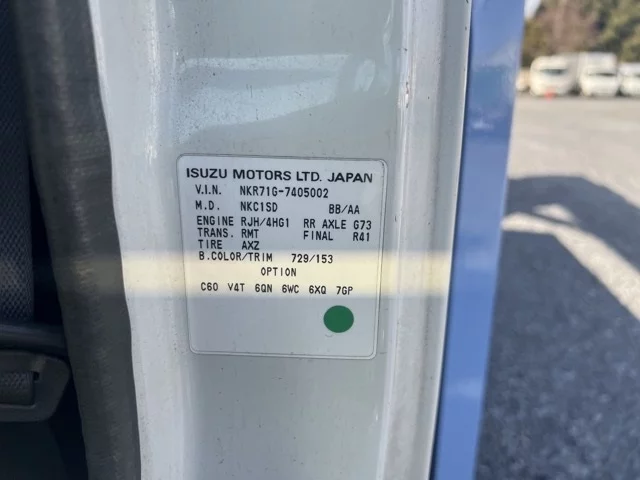 ISUZU MOTORS LTD. JAPAN
V.I.N. NKR71G-7405002
M.D. NKC1SD BB/AA
ENGINE RJH/4HG1 RR AXLE G73
TRANS. RMT FINAL R41
TIRE AXZ
B.COLOR/TRIM 729/153
OPTION
C60 V4T 6QN 6WC 6XQ 7GP